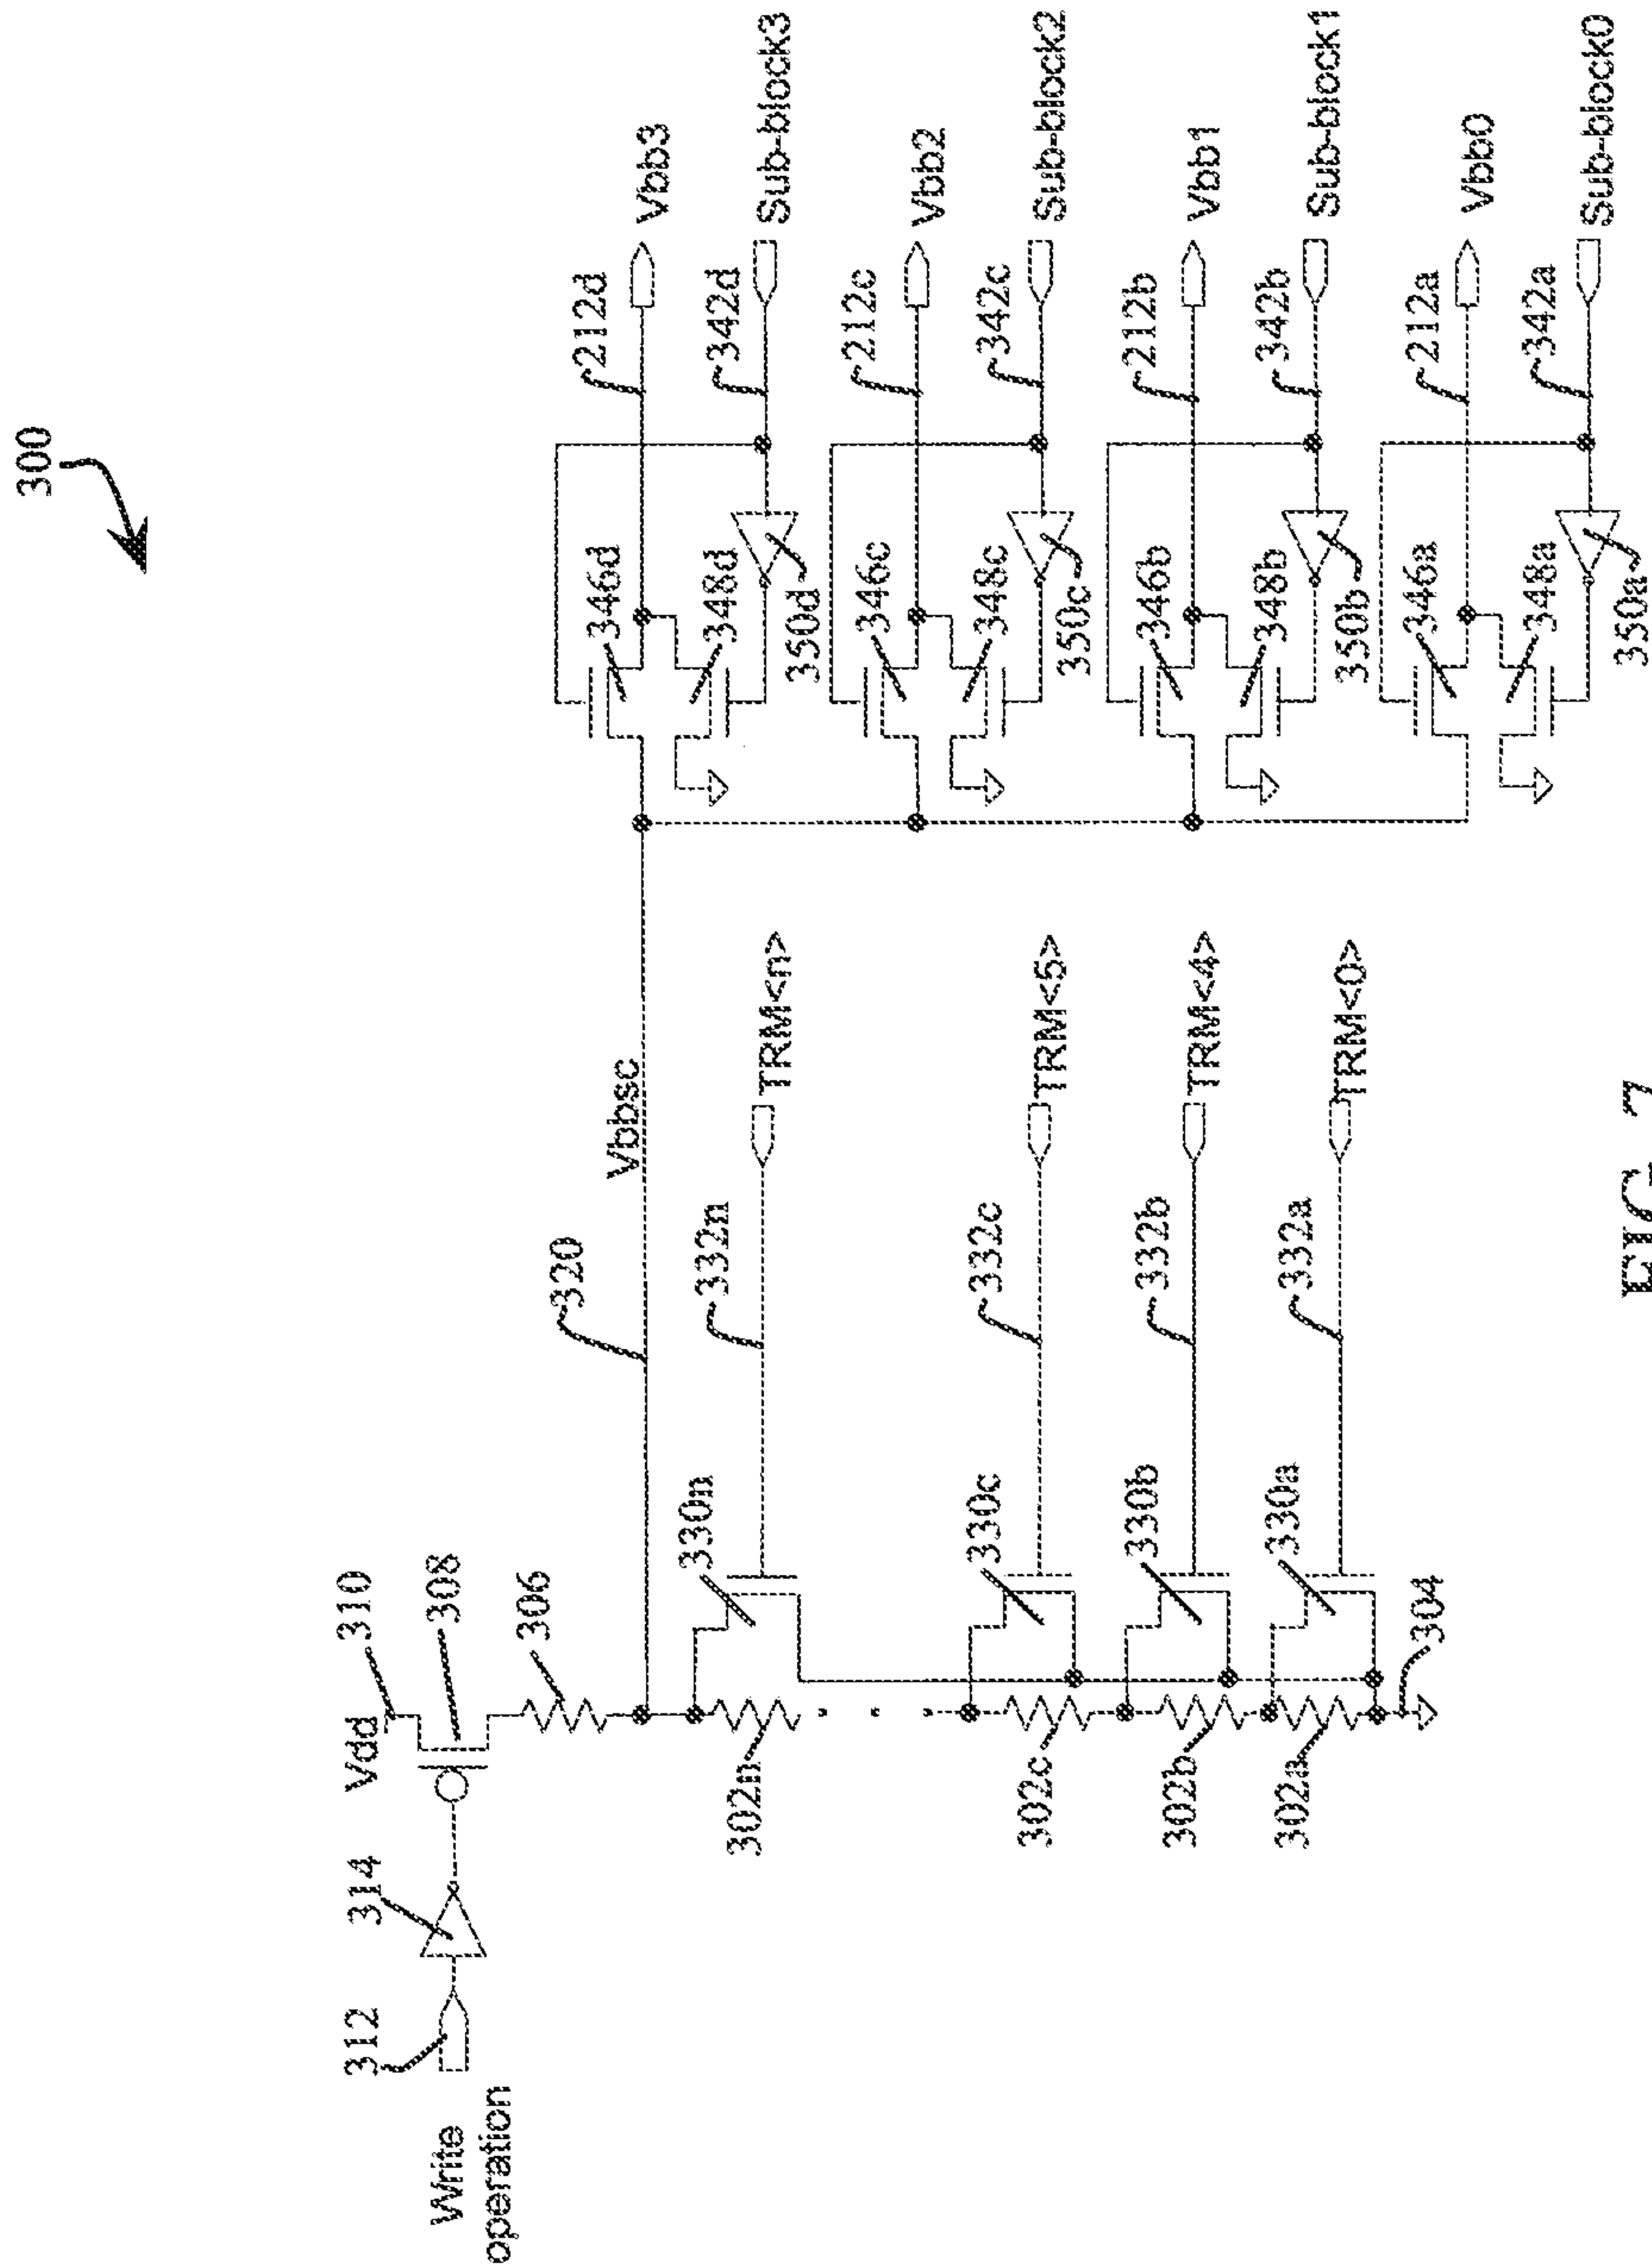 300
Write
operation
312
314
Vdd
310
308
306
320
Vbbsc
330n
332n
TRM<n>
302n
330c
332c
TRM<5>
302c
330b
332b
TRM<4>
302b
330a
332a
TRM<0>
302a
304
346d
212d
Vbb3
348d
342d
Sub-block3
350d
346c
212c
Vbb2
348c
342c
Sub-block2
350c
346b
212b
Vbb1
348b
342b
Sub-block1
350b
346a
212a
Vbb0
348a
342a
Sub-block0
350a
FIG. 7